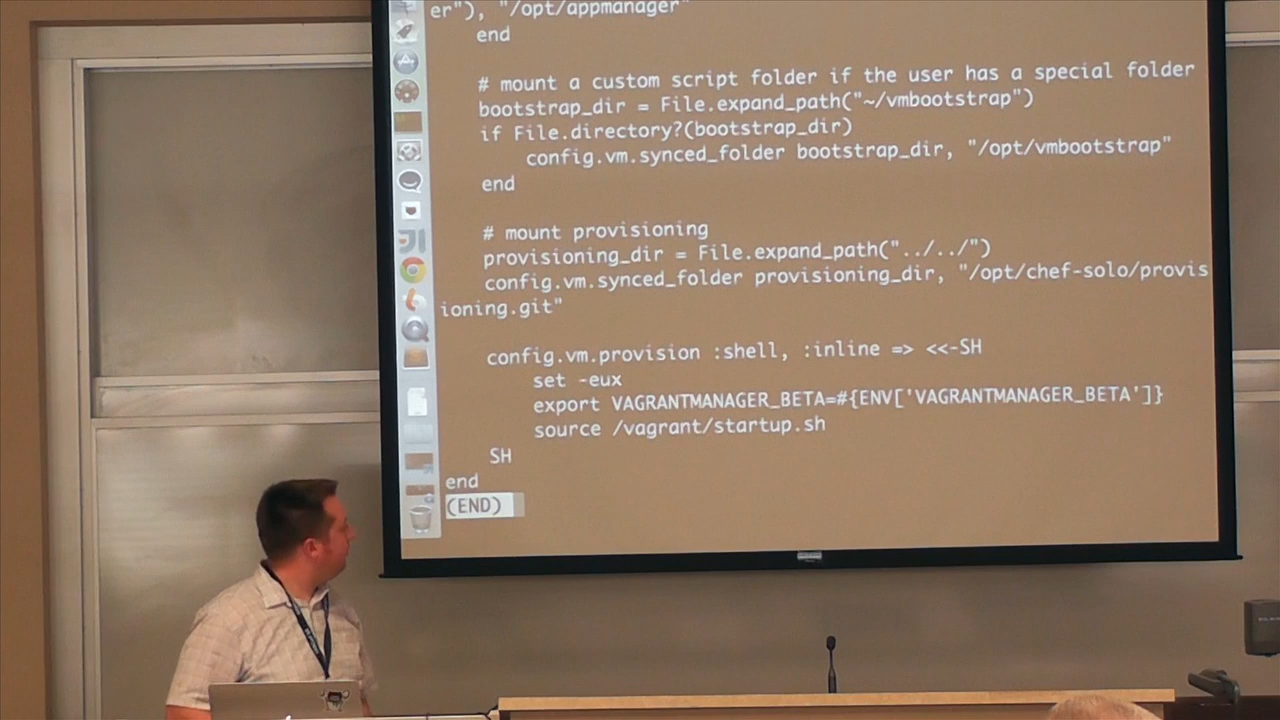 er"), "/opt/appmanager"
end
# mount a custom script folder if the user has a special folder
bootstrap_dir = File.expand_path("~/vmbootstrap")
if File.directory?(bootstrap_dir)
config.vm.synced_folder bootstrap_dir, "/opt/vmbootstrap"
end
# mount provisioning
provisioning_dir = File.expand_path("../../")
config.vm.synced_folder provisioning_dir, "/opt/chef-solo/provis
ioning.git"
config.vm.provision :shell, :inline => <<-SH
set -eux
export VAGRANTMANAGER_BETA=#{ENV['VAGRANTMANAGER_BETA']}
source /vagrant/startup.sh
SH
end
(END)